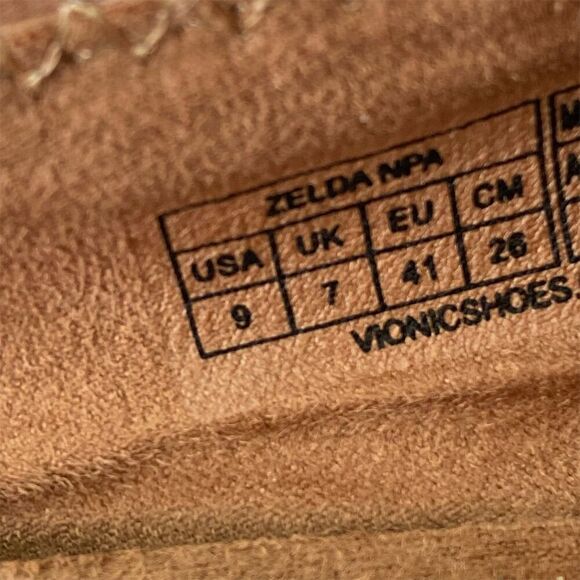 ZELDA NPA
USA UK EU CM
9 7 41 26
VIONICSHOES.